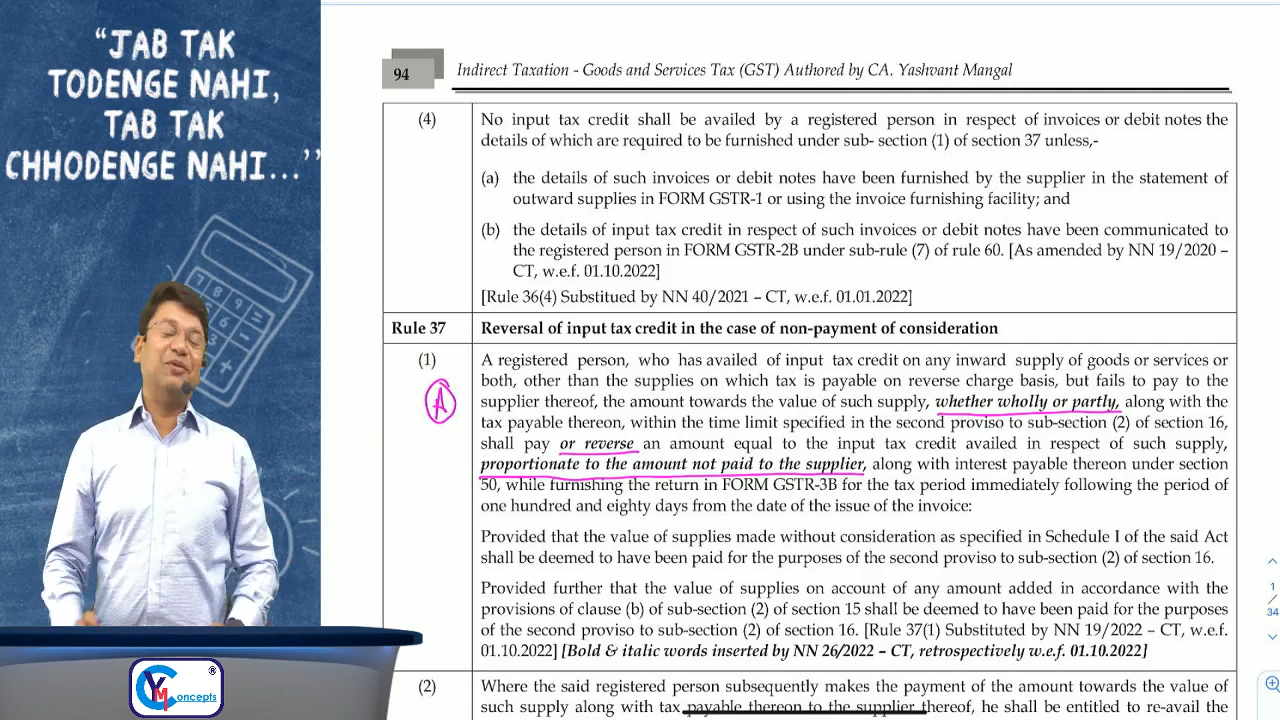 “JAB TAK
TODENGE NAHI,
TAB TAK
CHHODENGE NAHI...’’
94
Indirect Taxation - Goods and Services Tax (GST) Authored by CA. Yashvant Mangal
(4)
No input tax credit shall be availed by a registered person in respect of invoices or debit notes the
details of which are required to be furnished under sub- section (1) of section 37 unless,-
(a) the details of such invoices or debit notes have been furnished by the supplier in the statement of
outward supplies in FORM GSTR-1 or using the invoice furnishing facility; and
(b) the details of input tax credit in respect of such invoices or debit notes have been communicated to
the registered person in FORM GSTR-2B under sub-rule (7) of rule 60. [As amended by NN 19/2020 –
CT, w.e.f. 01.10.2022]
[Rule 36(4) Substitued by NN 40/2021 – CT, w.e.f. 01.01.2022]
Rule 37
Reversal of input tax credit in the case of non-payment of consideration
(1)
A
A registered person, who has availed of input tax credit on any inward supply of goods or services or
both, other than the supplies on which tax is payable on reverse charge basis, but fails to pay to the
supplier thereof, the amount towards the value of such supply, whether wholly or partly, along with the
tax payable thereon, within the time limit specified in the second proviso to sub-section (2) of section 16,
shall pay or reverse an amount equal to the input tax credit availed in respect of such supply,
proportionate to the amount not paid to the supplier, along with interest payable thereon under section
50, while furnishing the return in FORM GSTR-3B for the tax period immediately following the period of
one hundred and eighty days from the date of the issue of the invoice:
Provided that the value of supplies made without consideration as specified in Schedule I of the said Act
shall be deemed to have been paid for the purposes of the second proviso to sub-section (2) of section 16.
Provided further that the value of supplies on account of any amount added in accordance with the
provisions of clause (b) of sub-section (2) of section 15 shall be deemed to have been paid for the purposes
of the second proviso to sub-section (2) of section 16. [Rule 37(1) Substituted by NN 19/2022 – CT, w.e.f.
01.10.2022] [Bold & italic words inserted by NN 26/2022 – CT, retrospectively w.e.f. 01.10.2022]
(2)
Where the said registered person subsequently makes the payment of the amount towards the value of
such supply along with tax payable thereon to the supplier thereof, he shall be entitled to re-avail the
1
/
34
YM Concepts
®